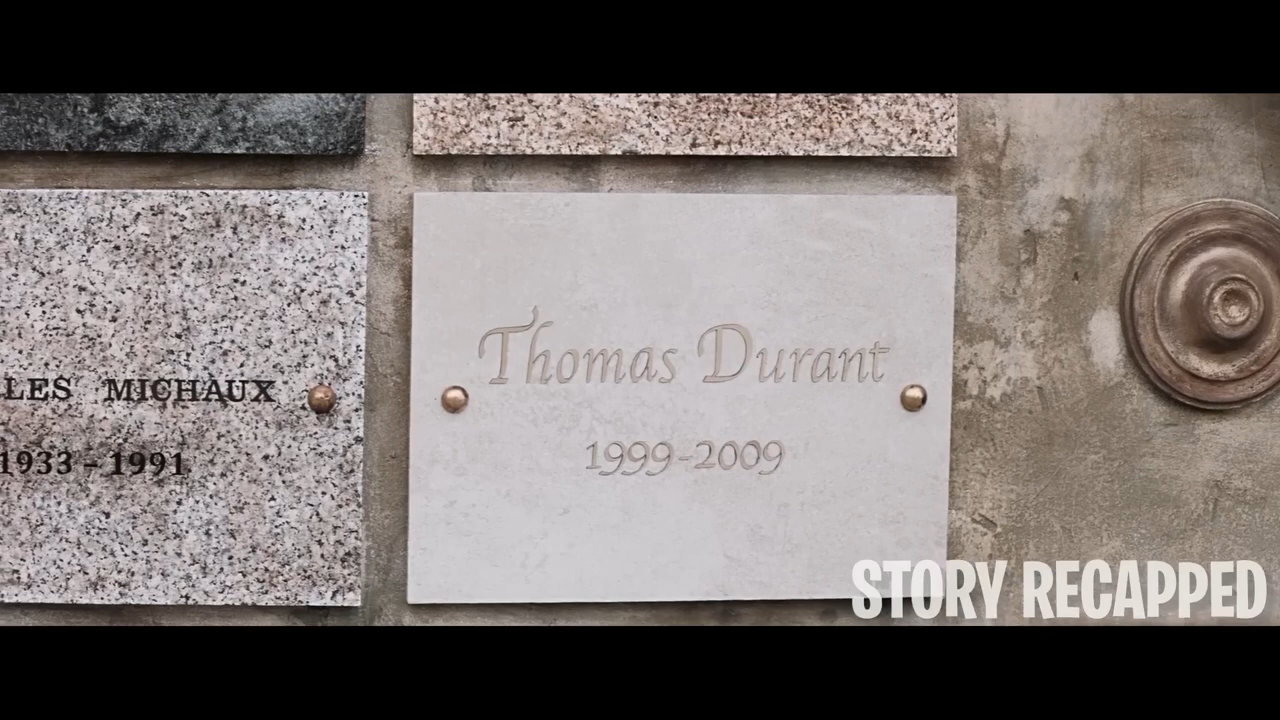 LES MICHAUX
1933-1991
Thomas Durant
1999-2009
STORY RECAPPED